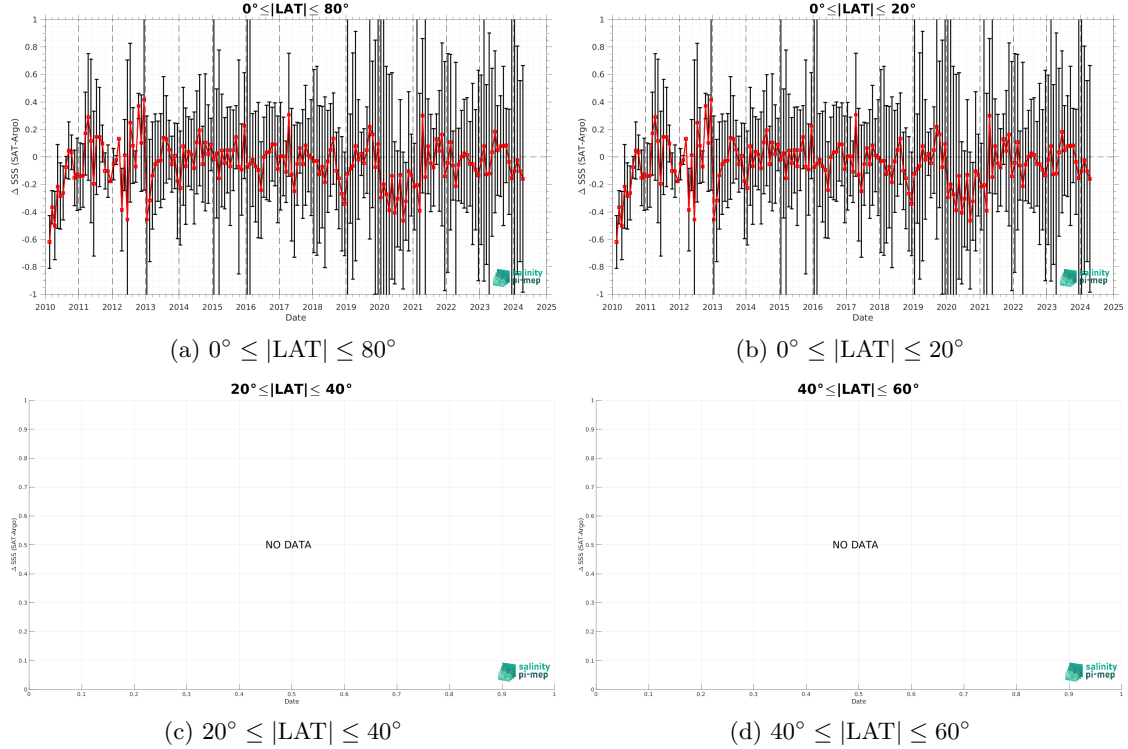 0°≤|LAT|≤ 80°
1
0.8
0.6
0.4
0.2
0
-0.2
-0.4
-0.6
-0.8
-1
Δ SSS (SAT-Argo)
2010 2011 2012 2013 2014 2015 2016 2017 2018 2019 2020 2021 2022 2023 2024 2025
Date
salinity
pi-mep
(a) 0° ≤ |LAT| ≤ 80°
0°≤|LAT|≤ 20°
1
0.8
0.6
0.4
0.2
0
-0.2
-0.4
-0.6
-0.8
-1
Δ SSS (SAT-Argo)
2010 2011 2012 2013 2014 2015 2016 2017 2018 2019 2020 2021 2022 2023 2024 2025
Date
salinity
pi-mep
(b) 0° ≤ |LAT| ≤ 20°
20°≤|LAT|≤ 40°
1
0.9
0.8
0.7
0.6
0.5
0.4
0.3
0.2
0.1
0
Δ SSS (SAT-Argo)
NO DATA
0 0.1 0.2 0.3 0.4 0.5 0.6 0.7 0.8 0.9 1
Date
salinity
pi-mep
(c) 20° ≤ |LAT| ≤ 40°
40°≤|LAT|≤ 60°
1
0.9
0.8
0.7
0.6
0.5
0.4
0.3
0.2
0.1
0
Δ SSS (SAT-Argo)
NO DATA
0 0.1 0.2 0.3 0.4 0.5 0.6 0.7 0.8 0.9 1
Date
salinity
pi-mep
(d) 40° ≤ |LAT| ≤ 60°